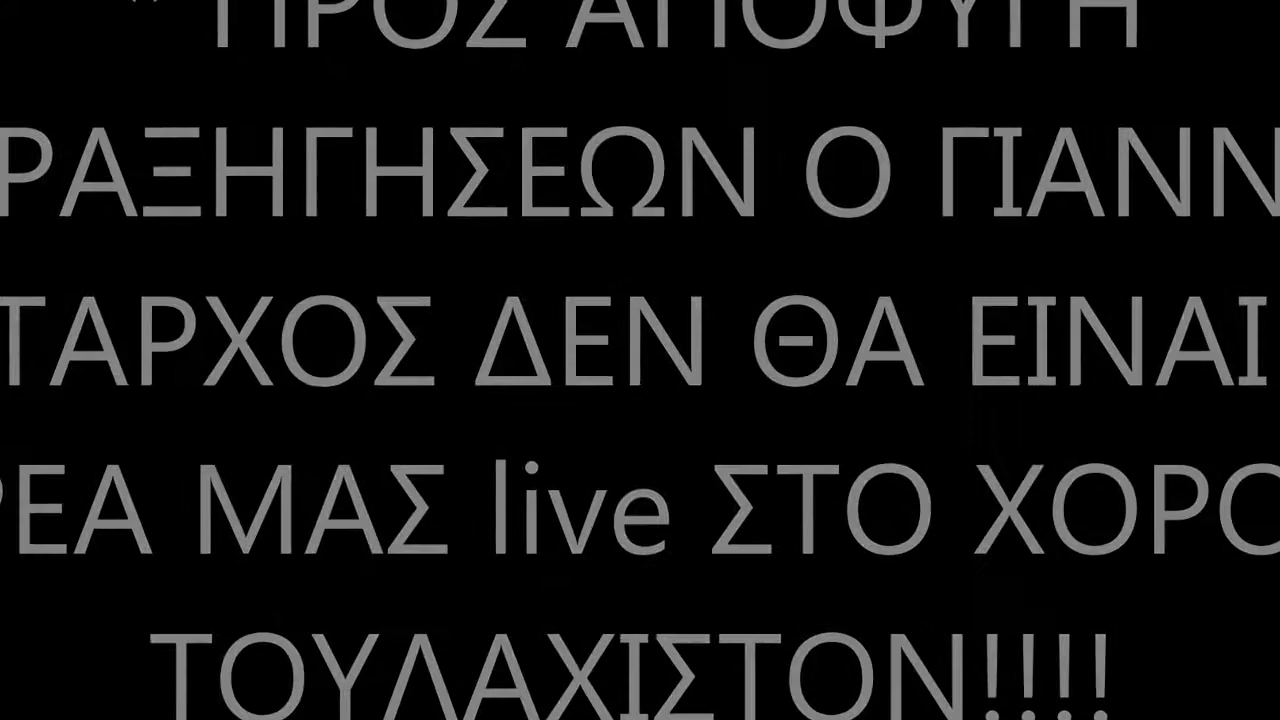 " ΠΡΟΣ ΑΠΟΦΥΓΗ
ΡΑΞΗΓΗΣΕΩΝ Ο ΓΙΑΝΝ
ΤΑΡΧΟΣ ΔΕΝ ΘΑ ΕΙΝΑΙ
ΡΕΑ ΜΑΣ live ΣΤΟ ΧΟΡΟ
ΤΟΥΛΑΧΙΣΤΟΝ!!!!